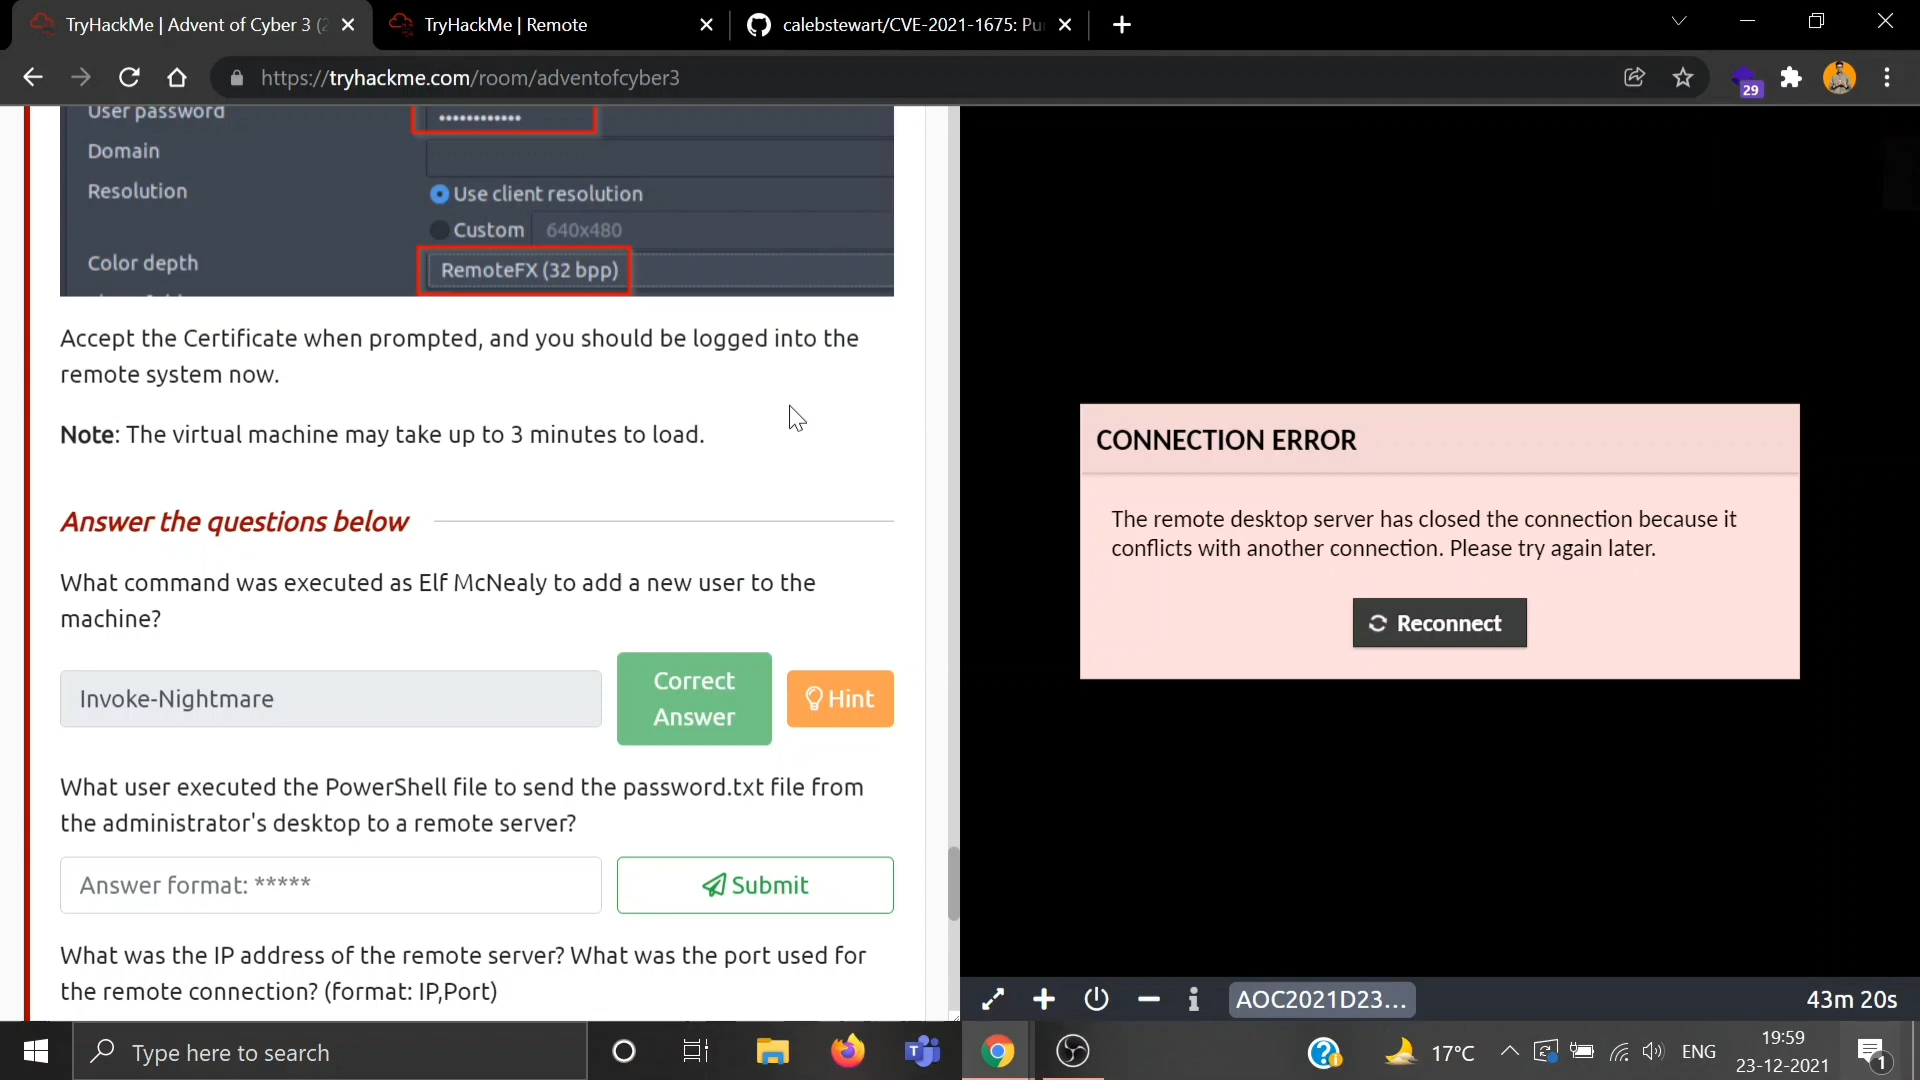 TryHackMe | Advent of Cyber 3 (2
TryHackMe | Remote
calebstewart/CVE-2021-1675: Pu
https://tryhackme.com/room/adventofcyber3
29
User password
••••••••••••
Domain
Resolution
Use client resolution
Custom
640x480
Color depth
RemoteFX (32 bpp)
Accept the Certificate when prompted, and you should be logged into the
remote system now.
Note: The virtual machine may take up to 3 minutes to load.
Answer the questions below
What command was executed as Elf McNealy to add a new user to the
machine?
Invoke-Nightmare
Correct
Answer
Hint
What user executed the PowerShell file to send the password.txt file from
the administrator's desktop to a remote server?
Answer format: *****
Submit
What was the IP address of the remote server? What was the port used for
the remote connection? (format: IP,Port)
CONNECTION ERROR
The remote desktop server has closed the connection because it
conflicts with another connection. Please try again later.
Reconnect
AOC2021D23...
43m 20s
Type here to search
17°C
ENG
19:59
23-12-2021
1